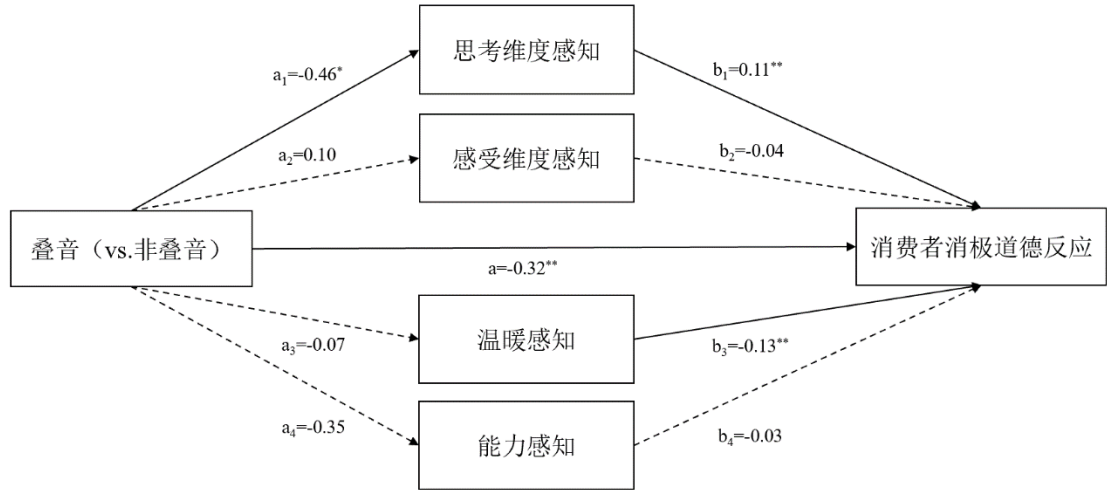 思考维度感知
a₁=-0.46*
b₁=0.11**
感受维度感知
a₂=0.10
b₂=-0.04
叠音（vs.非叠音）
消费者消极道德反应
a=-0.32**
温暖感知
a₃=-0.07
b₃=-0.13**
能力感知
a₄=-0.35
b₄=-0.03